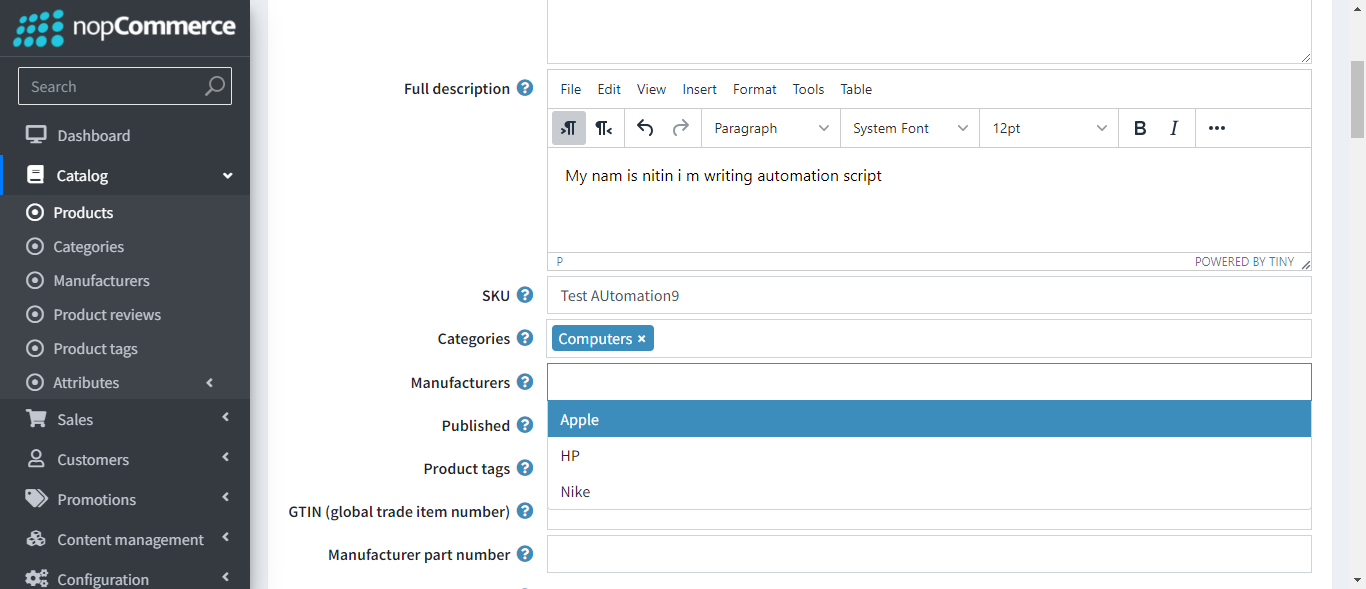 nopCommerce
Search
Dashboard
Catalog
Products
Categories
Manufacturers
Product reviews
Product tags
Attributes
Sales
Customers
Promotions
Content management
Configuration
Full description ?
File Edit View Insert Format Tools Table
Paragraph System Font 12pt B I
My nam is nitin i m writing automation script
P POWERED BY TINY
SKU ? Test AUtomation9
Categories ? Computers ×
Manufacturers ?
Apple
Published ?
HP
Product tags ?
Nike
GTIN (global trade item number) ?
Manufacturer part number ?